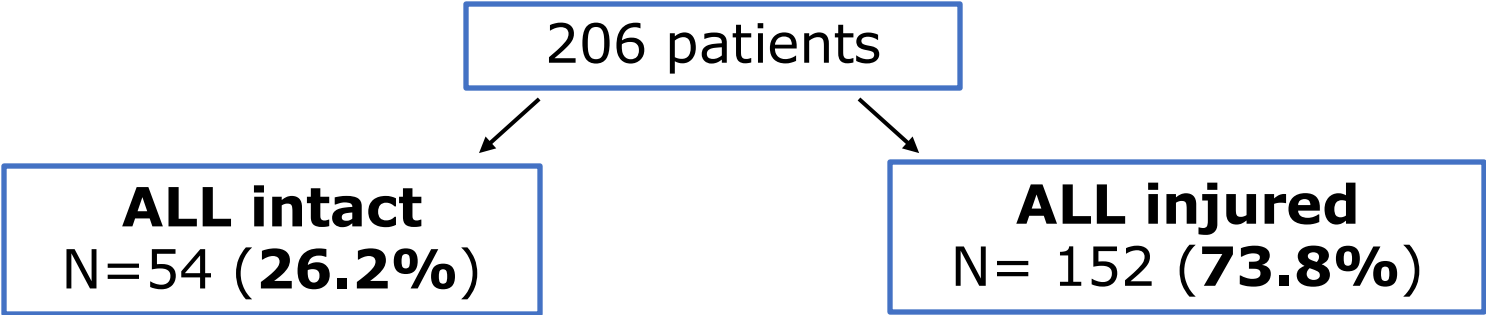 206 patients
ALL intact
N=54 (26.2%)
ALL injured
N= 152 (73.8%)